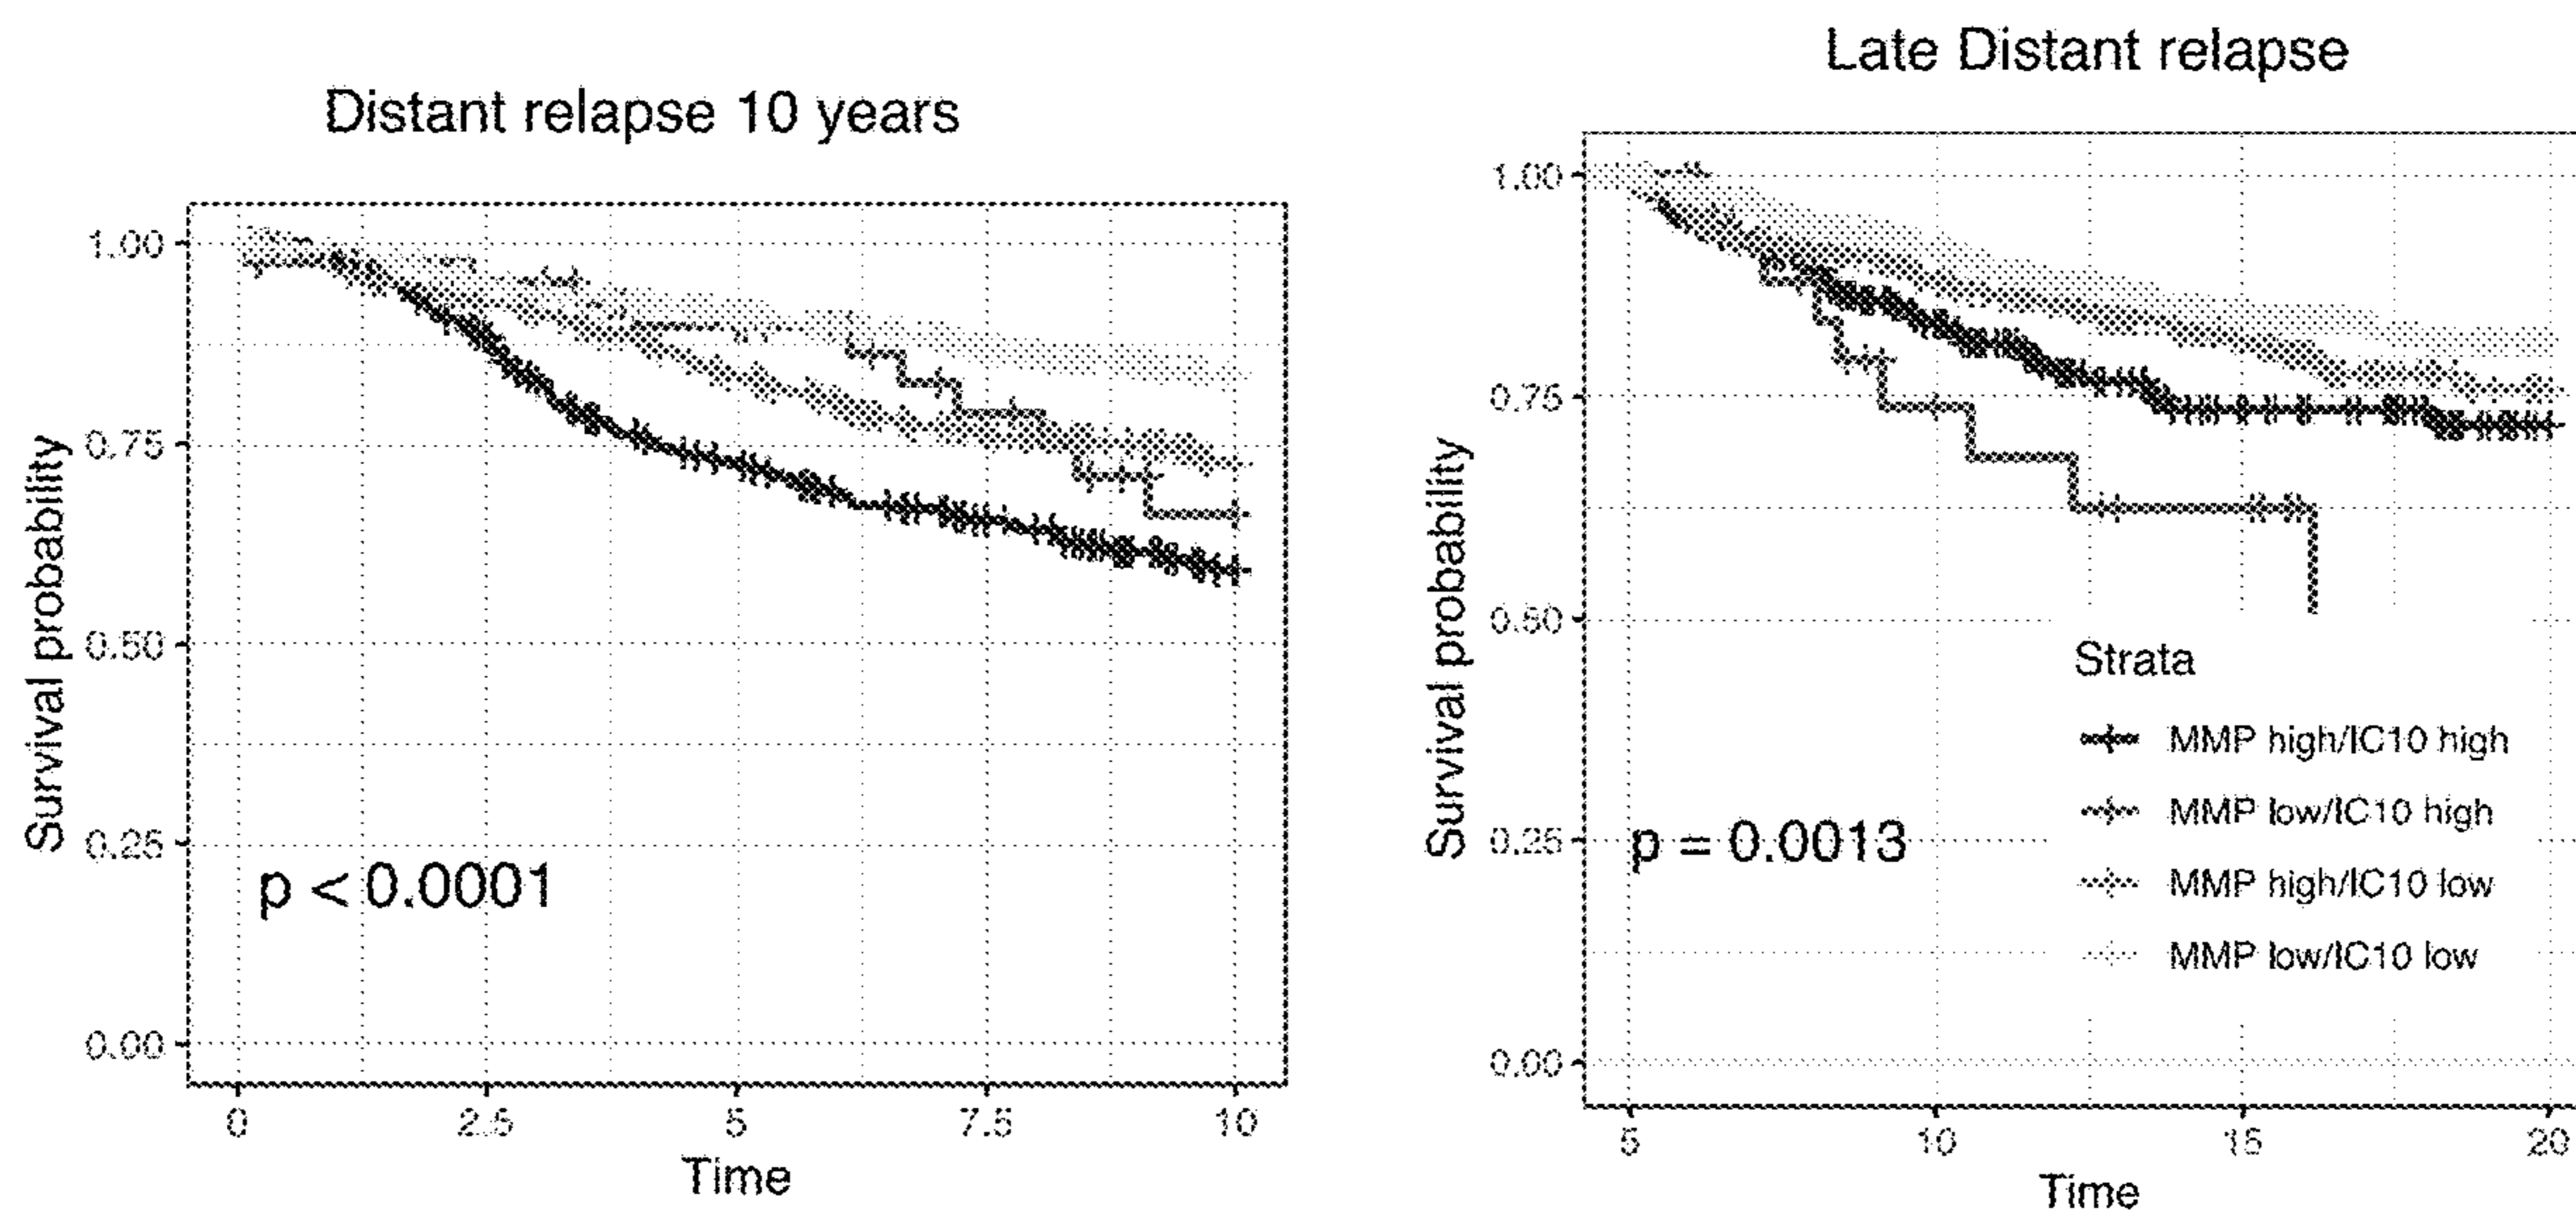 Distant relapse 10 years
Survival probability
1.00
0.75
0.50
0.25
0.00
p < 0.0001
0 2.5 5 7.5 10
Time
Late Distant relapse
Survival probability
1.00
0.75
0.50
0.25
0.00
p = 0.0013
Strata
MMP high/IC10 high
MMP low/IC10 high
MMP high/IC10 low
MMP low/IC10 low
5 10 15 20
Time